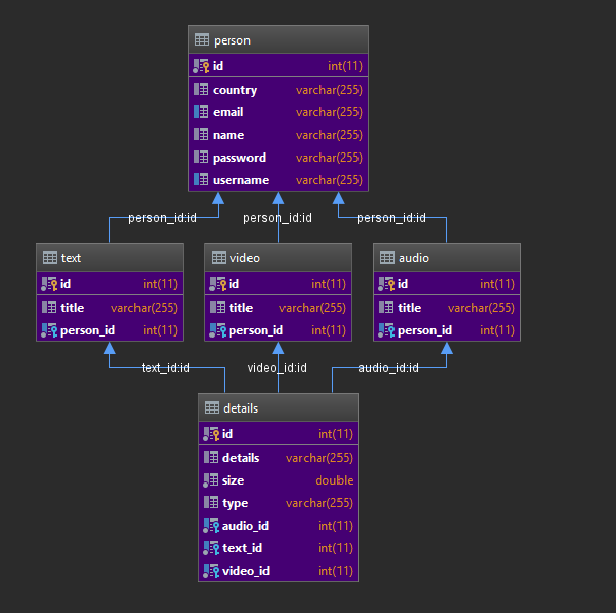 person
id int(11)
country varchar(255)
email varchar(255)
name varchar(255)
password varchar(255)
username varchar(255)
person_id:id person_id:id person_id:id
text video audio
id int(11) id int(11) id int(11)
title varchar(255) title varchar(255) title varchar(255)
person_id int(11) person_id int(11) person_id int(11)
text_id:id video_id:id audio_id:id
details
id int(11)
details varchar(255)
size double
type varchar(255)
audio_id int(11)
text_id int(11)
video_id int(11)